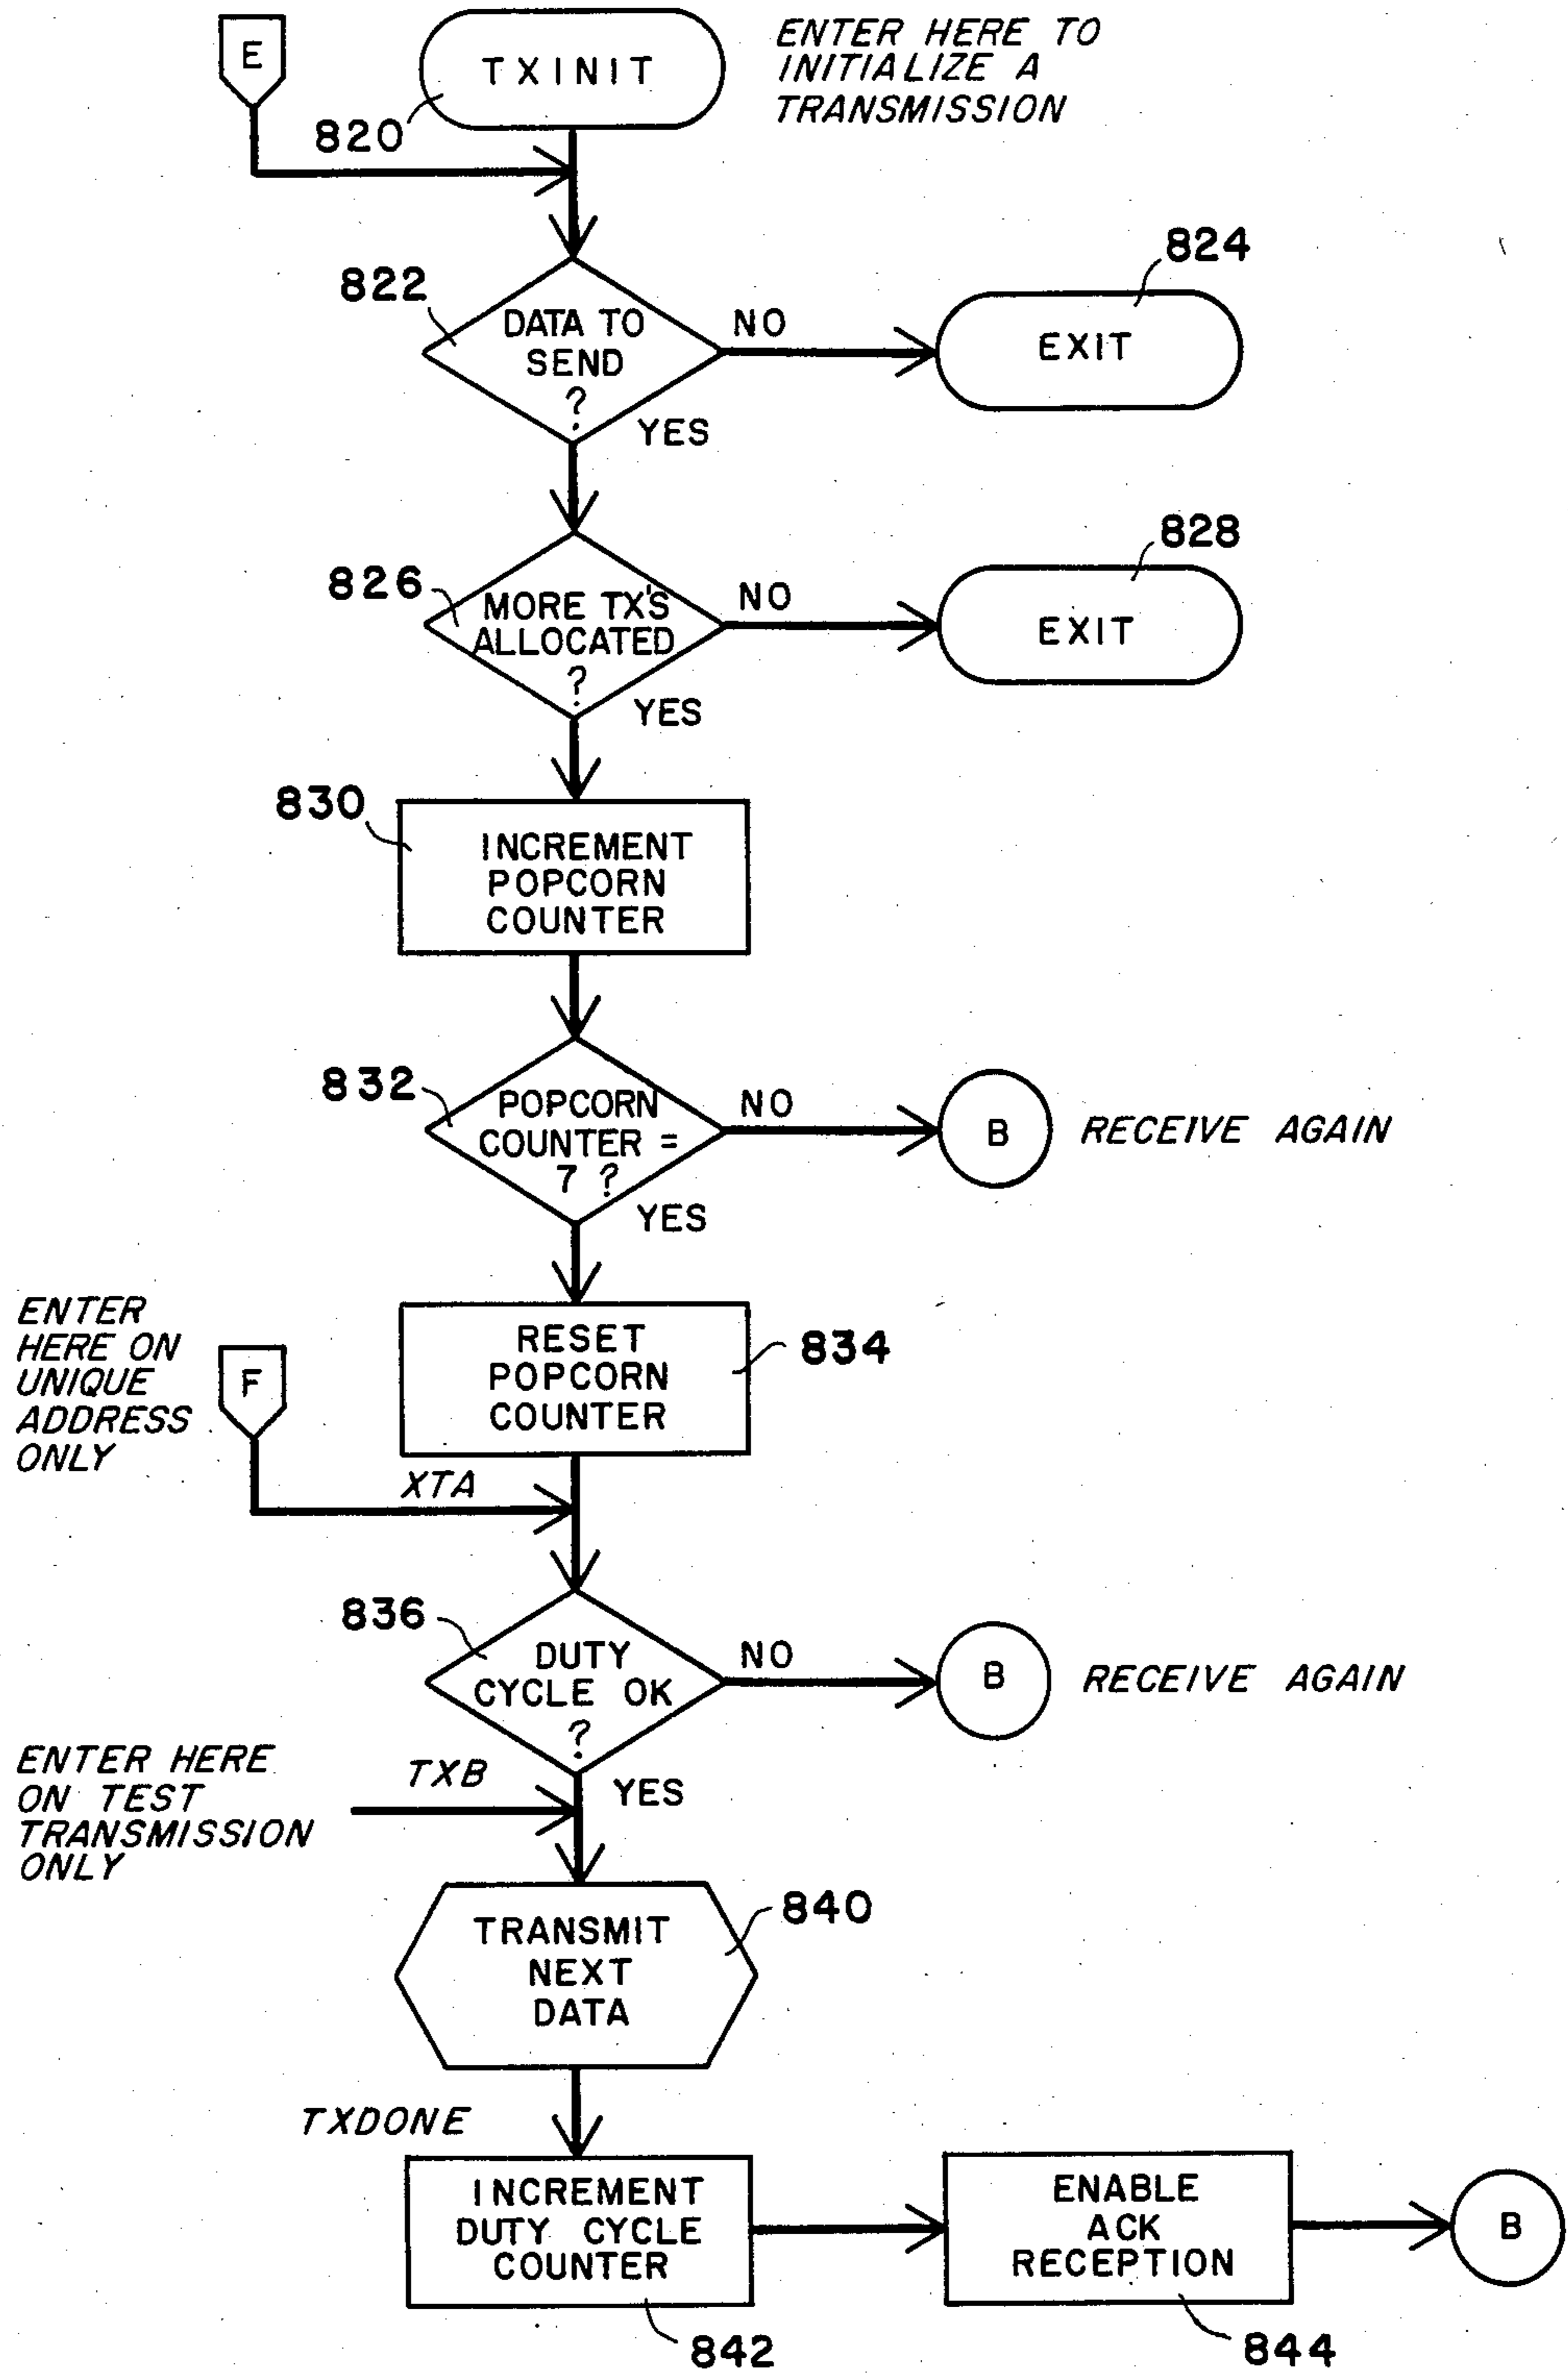 E
TXINIT
ENTER HERE TO
INITIALIZE A
TRANSMISSION
820
822
DATA TO
SEND
?
NO
YES
824
EXIT
826
MORE TX'S
ALLOCATED
?
NO
YES
828
EXIT
830
INCREMENT
POPCORN
COUNTER
832
POPCORN
COUNTER =
7 ?
NO
YES
B
RECEIVE AGAIN
ENTER
HERE ON
UNIQUE
ADDRESS
ONLY
F
RESET
POPCORN
COUNTER
834
XTA
836
DUTY
CYCLE OK
?
NO
YES
B
RECEIVE AGAIN
ENTER HERE
ON TEST
TRANSMISSION
ONLY
TXB
TRANSMIT
NEXT
DATA
840
TXDONE
INCREMENT
DUTY CYCLE
COUNTER
842
ENABLE
ACK
RECEPTION
844
B